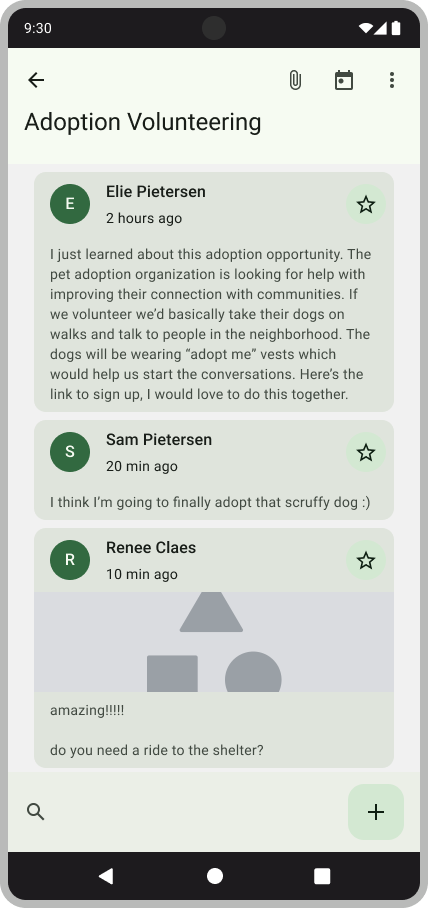 9:30
Adoption Volunteering
E
Elie Pietersen
2 hours ago
I just learned about this adoption opportunity. The
pet adoption organization is looking for help with
improving their connection with communities. If
we volunteer we’d basically take their dogs on
walks and talk to people in the neighborhood. The
dogs will be wearing “adopt me” vests which
would help us start the conversations. Here’s the
link to sign up, I would love to do this together.
S
Sam Pietersen
20 min ago
I think I’m going to finally adopt that scruffy dog :)
R
Renee Claes
10 min ago
amazing!!!!!
do you need a ride to the shelter?